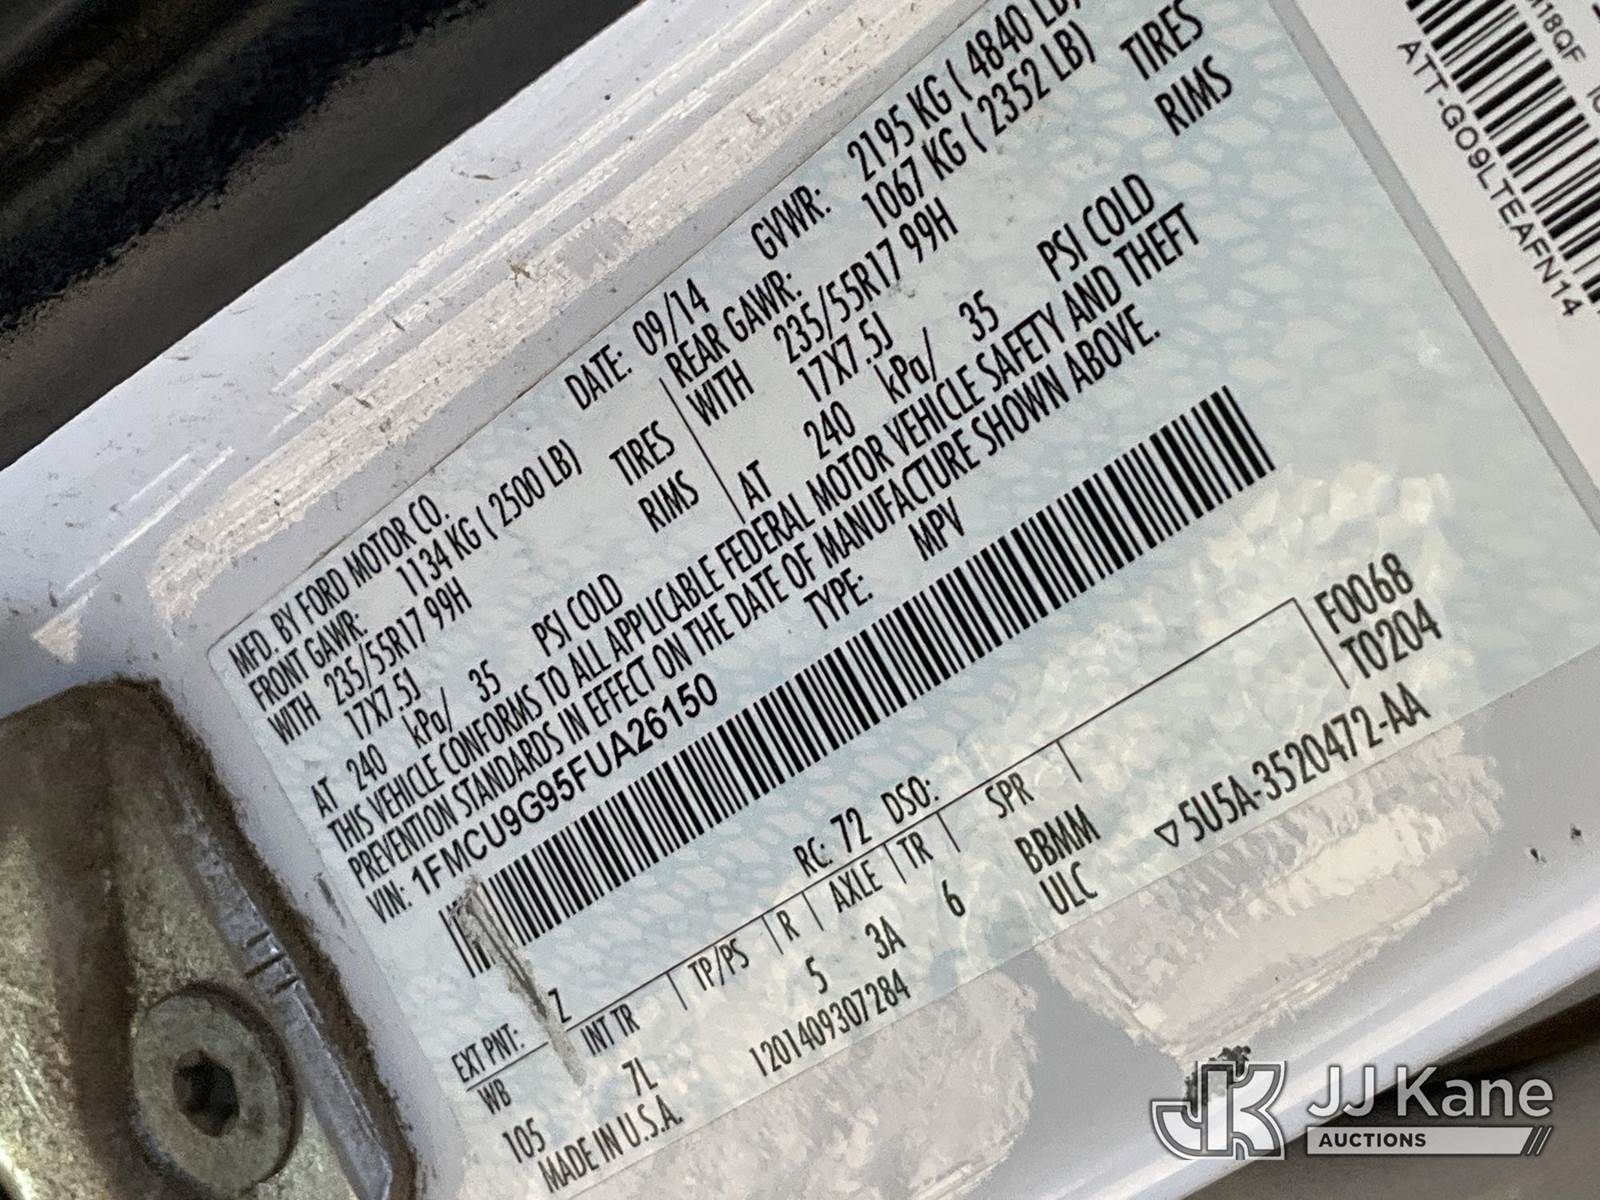 MFD. BY FORD MOTOR CO. DATE: 09/14 GVWR: 2195 KG ( 4840 LB)
FRONT GAWR: 1134 KG ( 2500 LB) REAR GAWR: 1067 KG ( 2352 LB)
WITH 235/55R17 99H TIRES WITH 235/55R17 99H TIRES
17X7.5J RIMS 17X7.5J RIMS
AT 240 kPa/ 35 PSI COLD AT 240 kPa/ 35 PSI COLD
THIS VEHICLE CONFORMS TO ALL APPLICABLE FEDERAL MOTOR VEHICLE SAFETY AND THEFT
PREVENTION STANDARDS IN EFFECT ON THE DATE OF MANUFACTURE SHOWN ABOVE.
VIN: 1FMCU9G95FUA26150 TYPE: MPV
F0068
T0204
EXT PNT: Z RC: 72 DSO:
WB INT TR TP/PS R AXLE TR SPR BBMM
105 7L 5 3A 6 ULC
MADE IN U.S.A. 1201409307284 ▽5U5A-3520472-AA
ATT-GO9LTEAFN14
JJ Kane
AUCTIONS